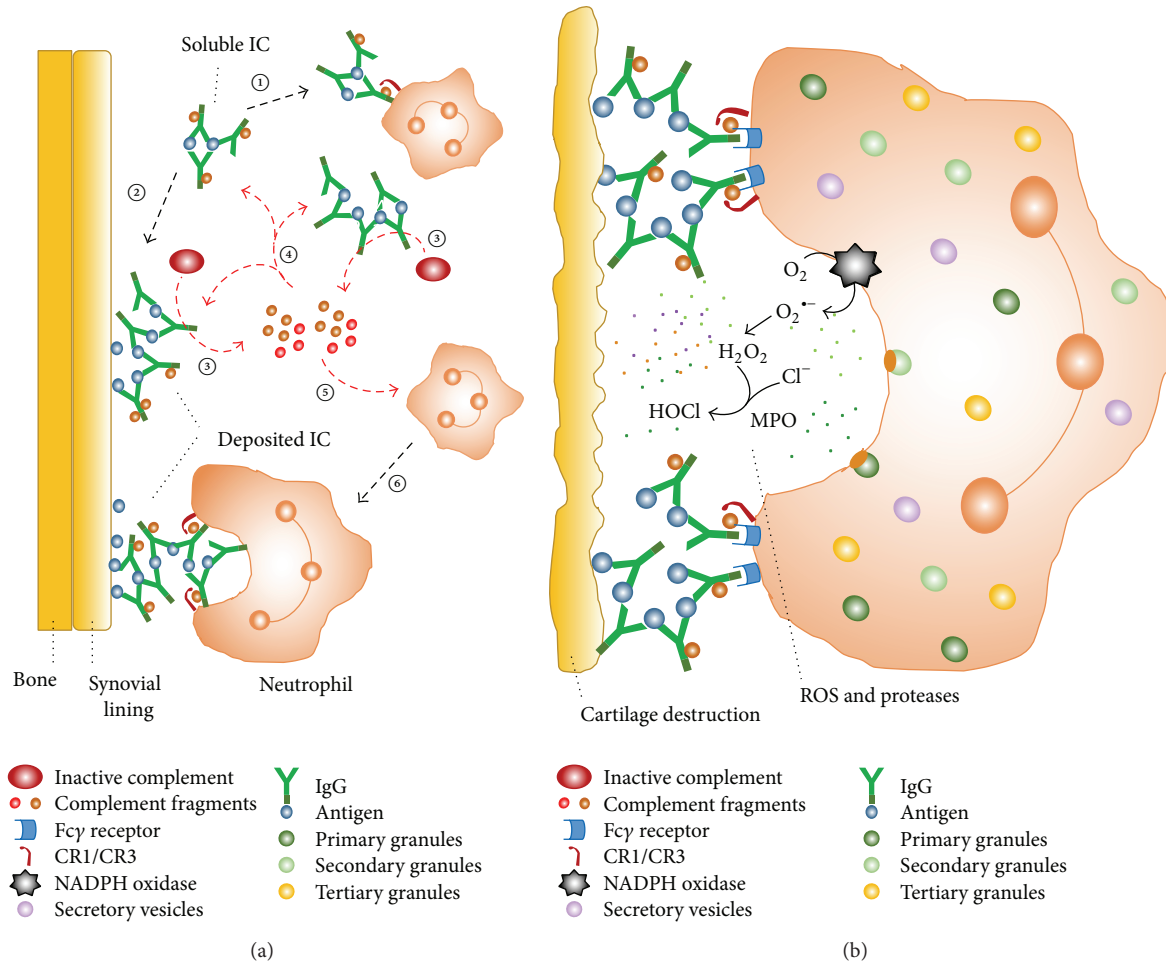 Soluble IC
①
②
③
④
③
⑤
Deposited IC
⑥
Bone
Synovial
lining
Neutrophil
Inactive complement
Complement fragments
Fcγ receptor
CR1/CR3
NADPH oxidase
Secretory vesicles
IgG
Antigen
Primary granules
Secondary granules
Tertiary granules
(a)
O₂
O₂•−
H₂O₂
Cl−
HOCl
MPO
ROS and proteases
Cartilage destruction
Inactive complement
Complement fragments
Fcγ receptor
CR1/CR3
NADPH oxidase
Secretory vesicles
IgG
Antigen
Primary granules
Secondary granules
Tertiary granules
(b)